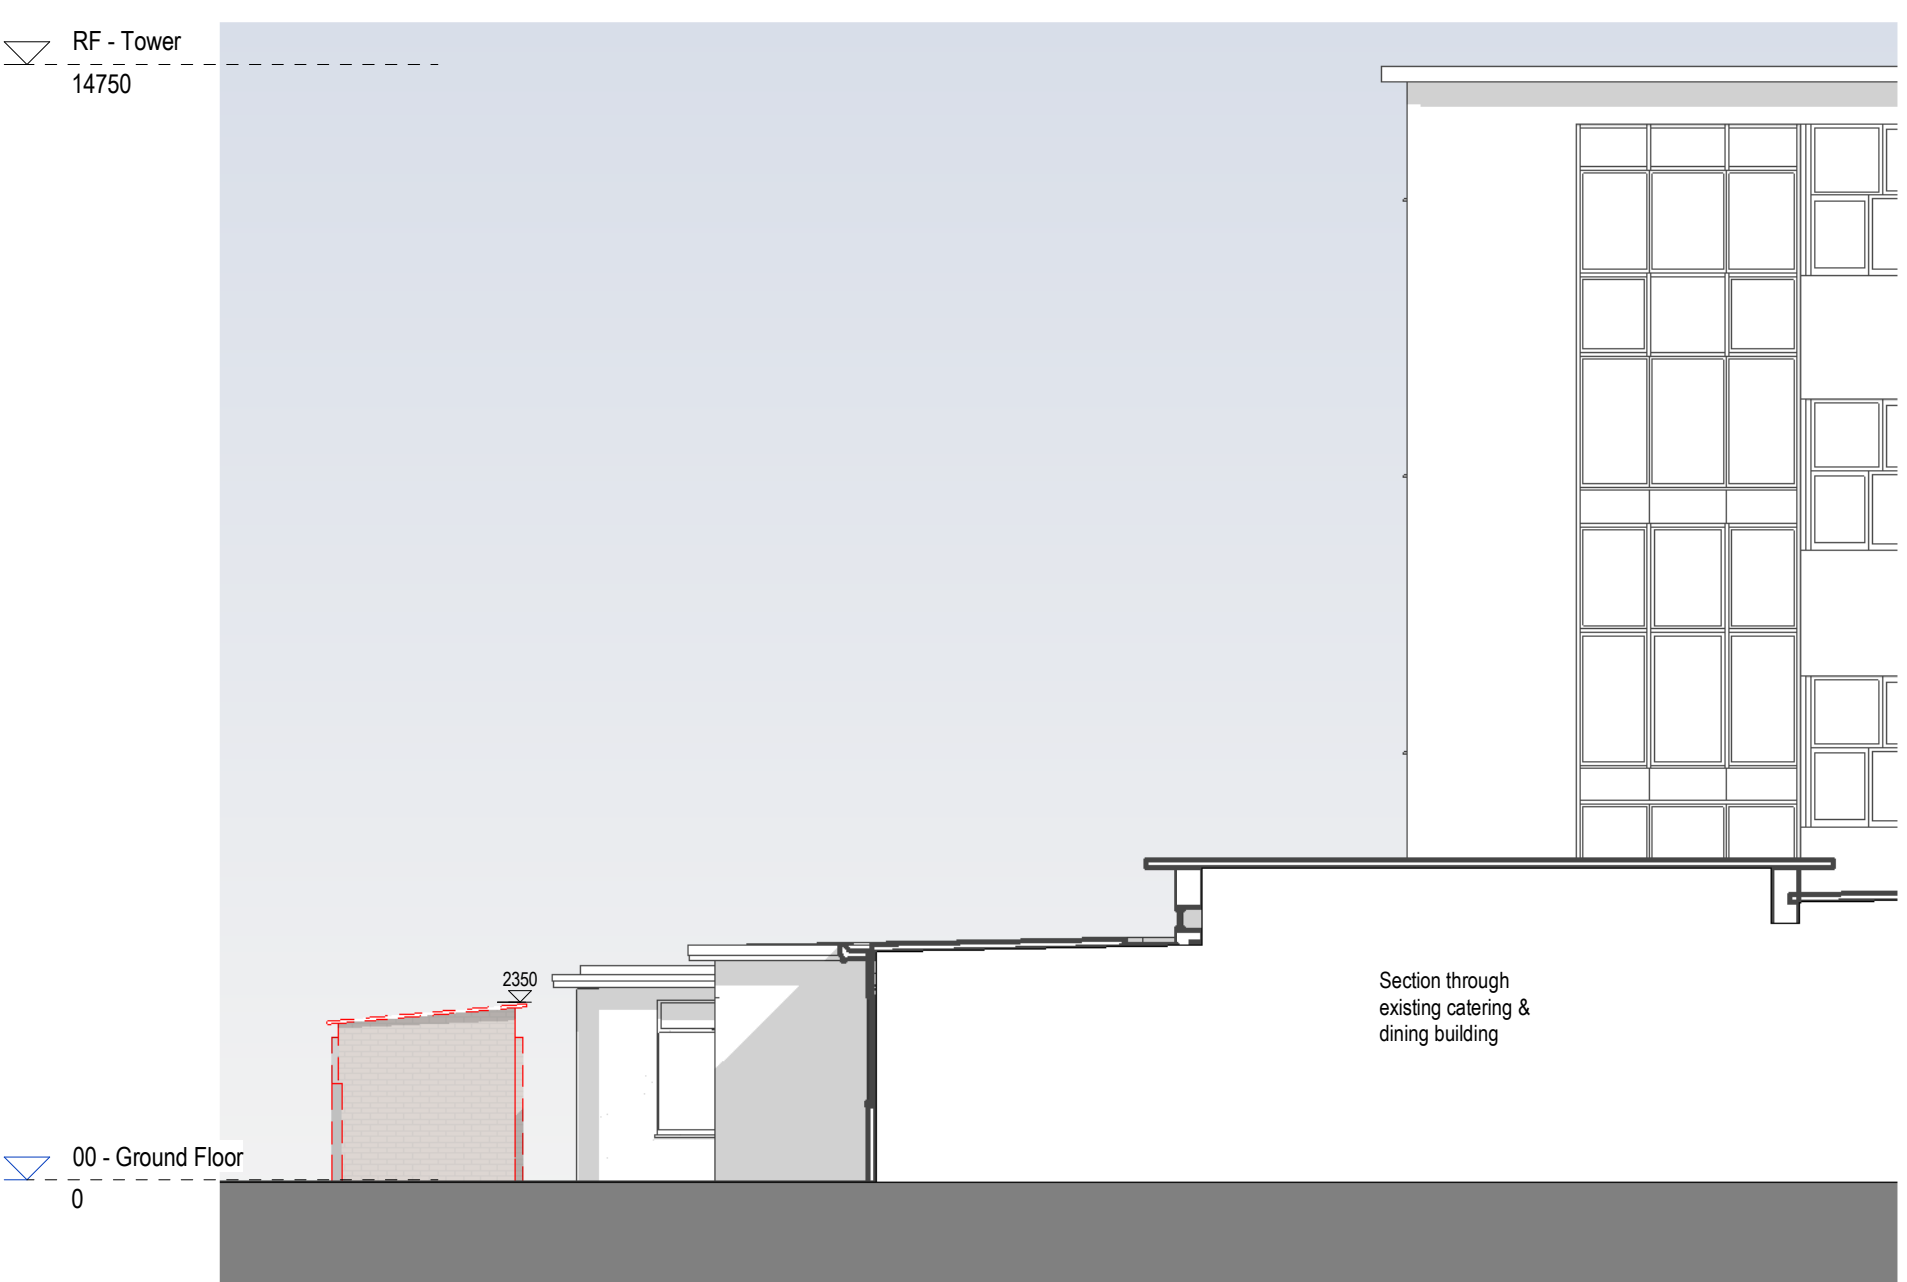 RF - Tower
14750
2350
Section through
existing catering &
dining building
00 - Ground Floor
0